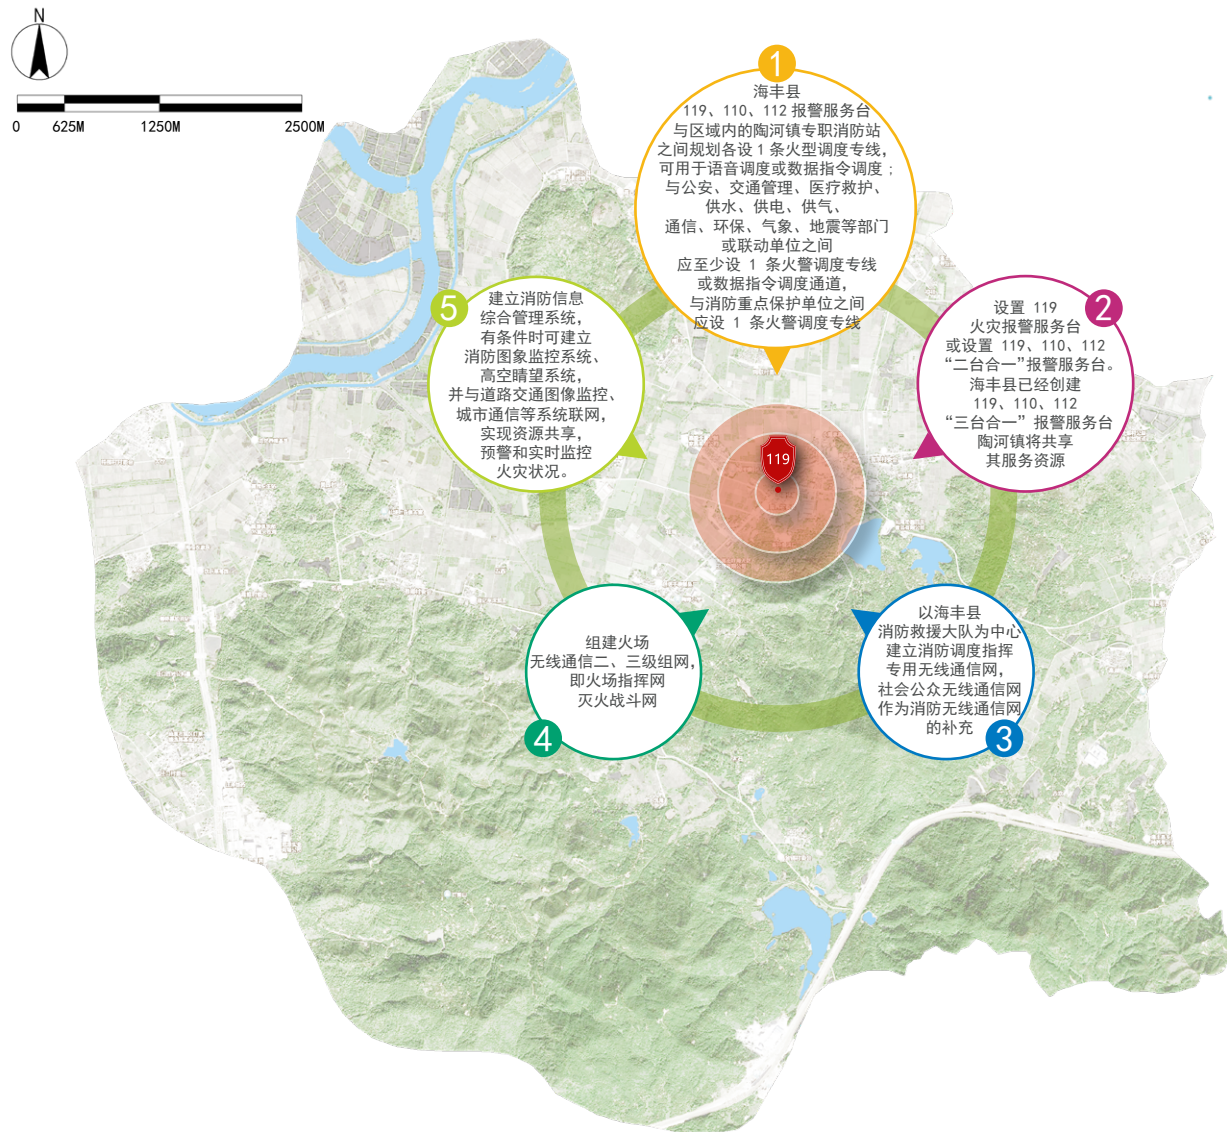 N
0 625M 1250M 2500M
1
海丰县
119、110、112 报警服务台
与区域内的陶河镇专职消防站
之间规划各设 1 条火型调度专线，
可用于语音调度或数据指令调度；
与公安、交通管理、医疗救护、
供水、供电、供气、
通信、环保、气象、地震等部门
或联动单位之间
应至少设 1 条火警调度专线
或数据指令调度通道，
与消防重点保护单位之间
应设 1 条火警调度专线
2
设置 119
火灾报警服务台
或设置 119、110、112
“二台合一”报警服务台。
海丰县已经创建
119、110、112
“三台合一” 报警服务台
陶河镇将共享
其服务资源
5
建立消防信息
综合管理系统，
有条件时可建立
消防图象监控系统、
高空睛望系统，
并与道路交通图像监控、
城市通信等系统联网，
实现资源共享，
预警和实时监控
火灾状况。
119
组建火场
无线通信二、三级组网，
即火场指挥网
灭火战斗网
4
以海丰县
消防救援大队为中心
建立消防调度指挥
专用无线通信网，
社会公众无线通信网
作为消防无线通信网
的补充
3